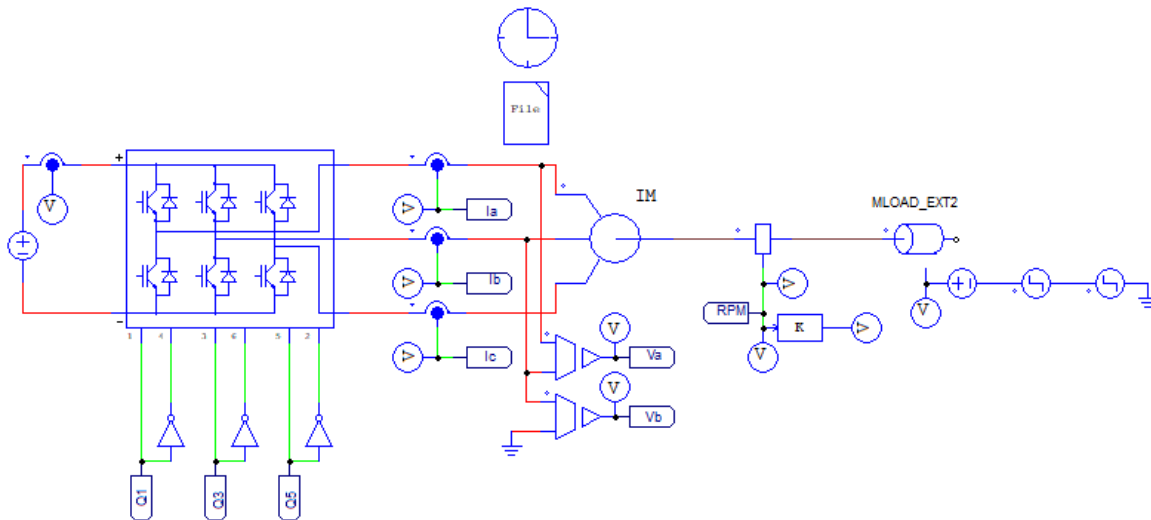 File
IM
MLOAD_EXT2
+
V
V
Ia
V
Ib
V
Ic
-
1 4 3 6 5 2
V
Va
V
Vb
V
RPM
K
V
V
V
Q1
Q3
Q5